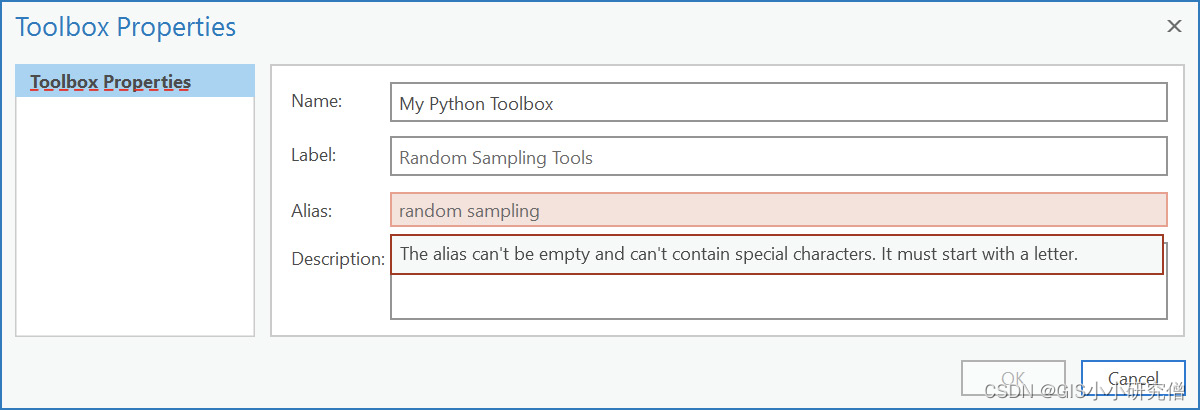 Toolbox Properties
Toolbox Properties
Name: My Python Toolbox
Label: Random Sampling Tools
Alias: random sampling
Description: The alias can't be empty and can't contain special characters. It must start with a letter.
OK Cancel
CSDN @GIS小小研究僧